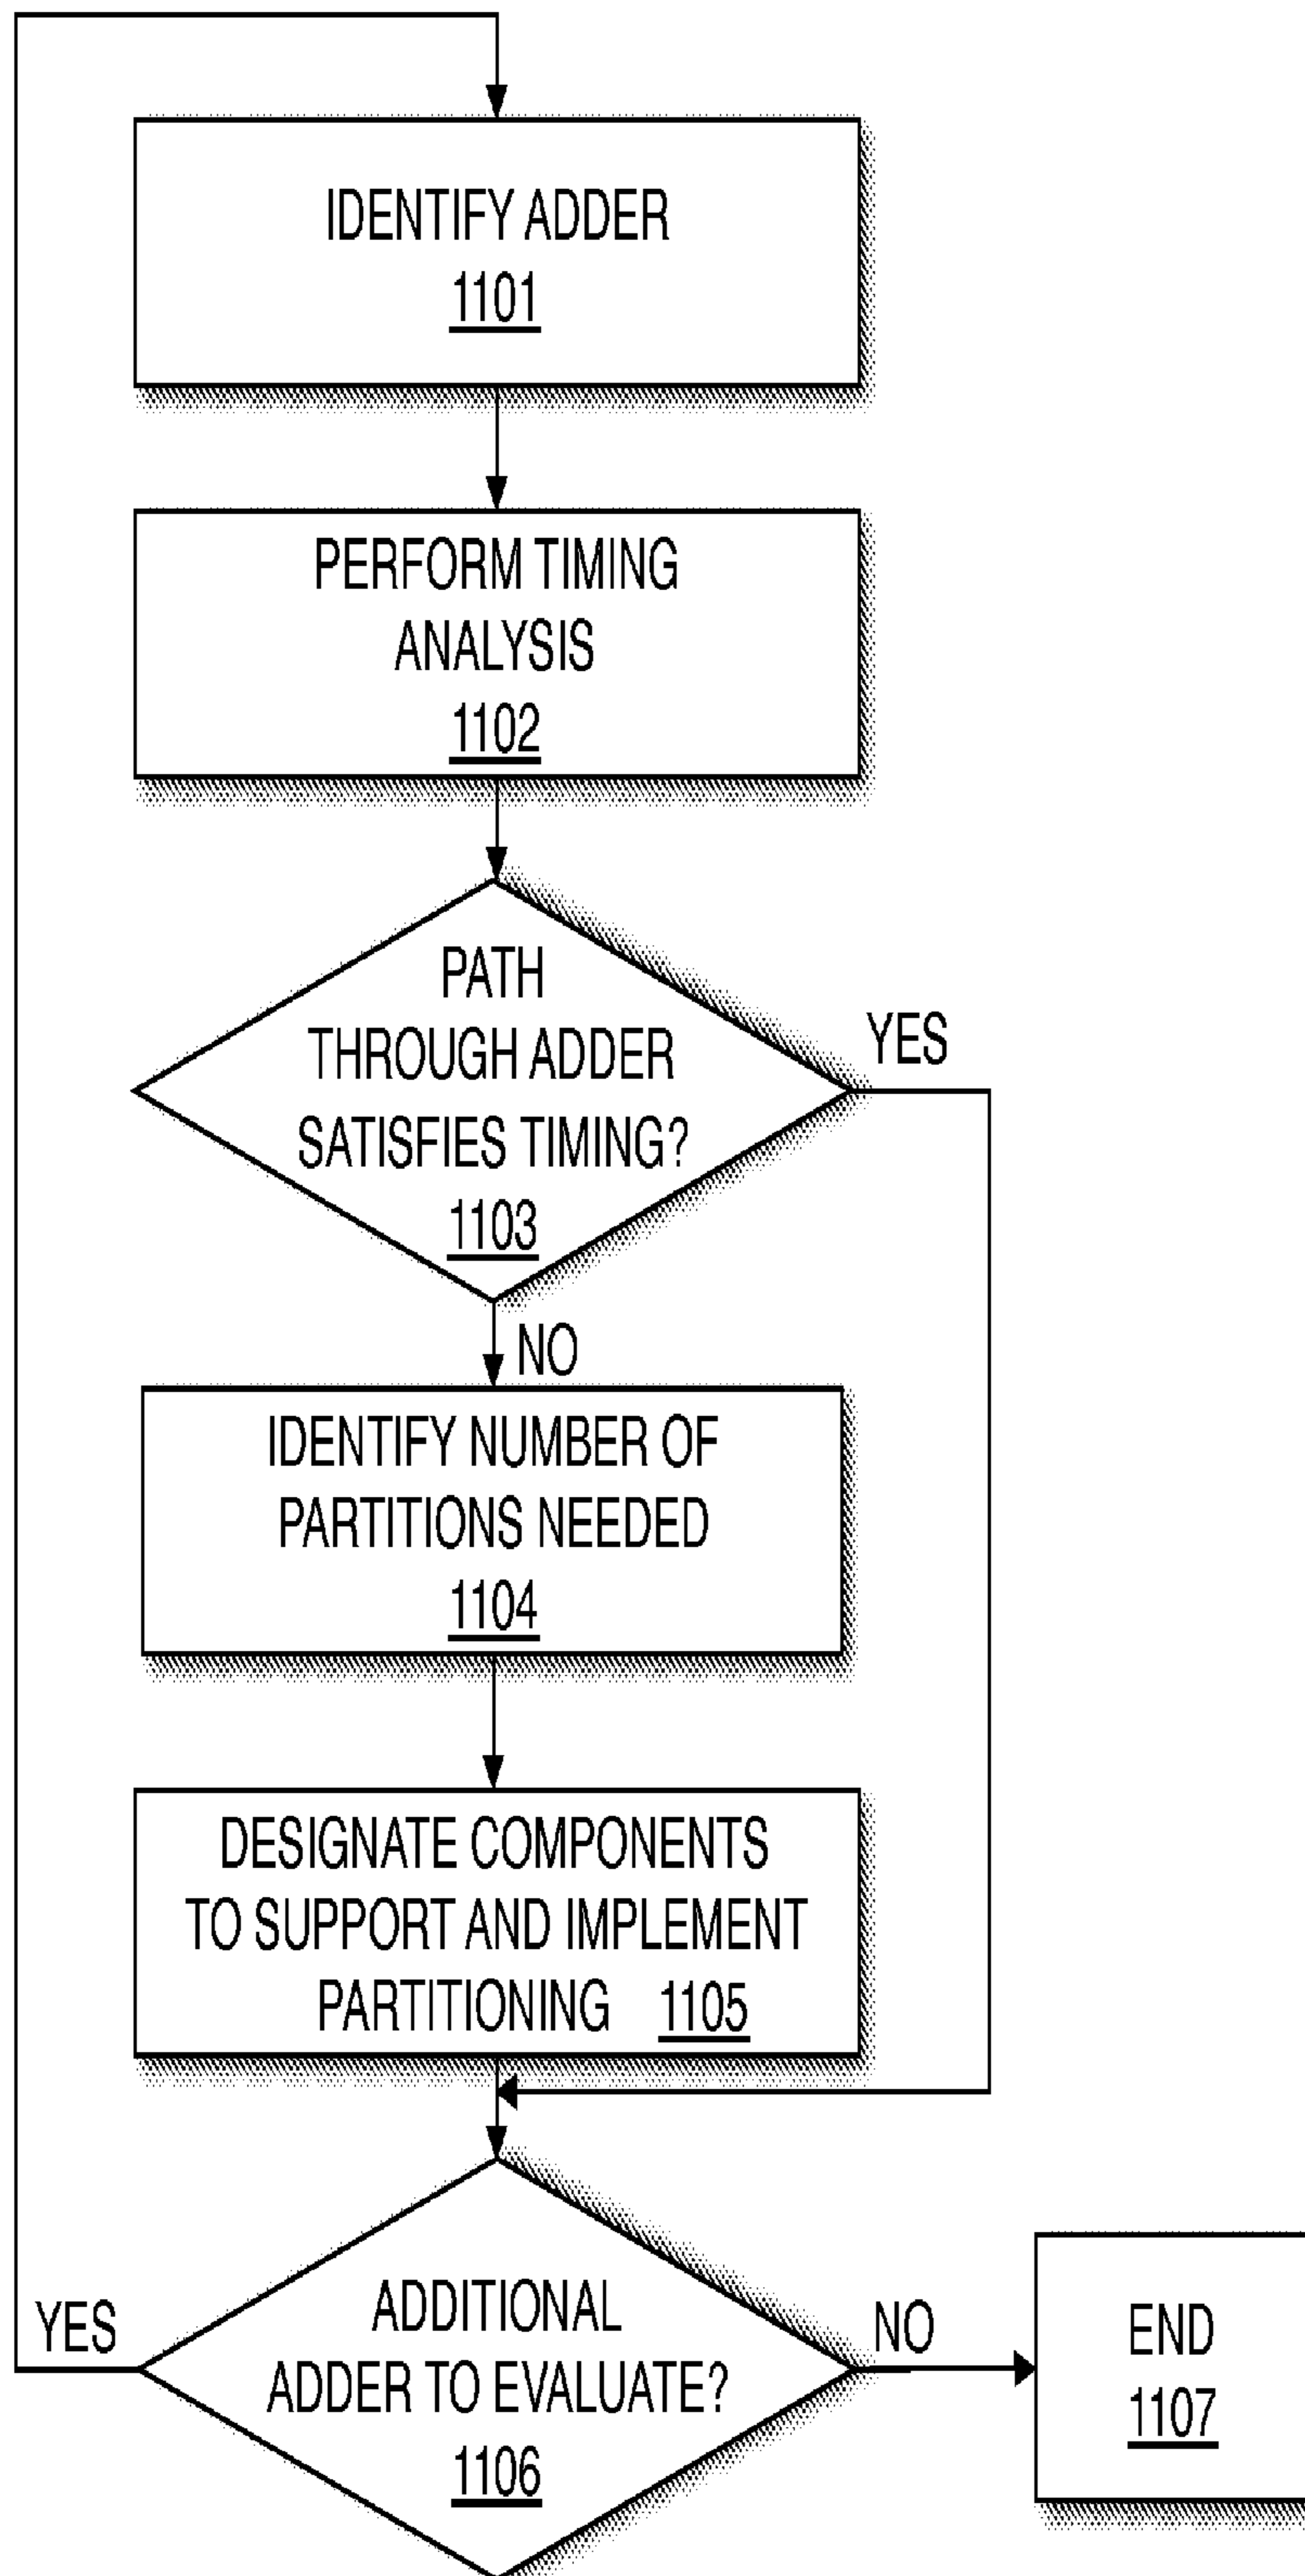 IDENTIFY ADDER
1101
PERFORM TIMING
ANALYSIS
1102
PATH
THROUGH ADDER
SATISFIES TIMING?
1103
YES
NO
IDENTIFY NUMBER OF
PARTITIONS NEEDED
1104
DESIGNATE COMPONENTS
TO SUPPORT AND IMPLEMENT
PARTITIONING 1105
YES
ADDITIONAL
ADDER TO EVALUATE?
1106
NO
END
1107